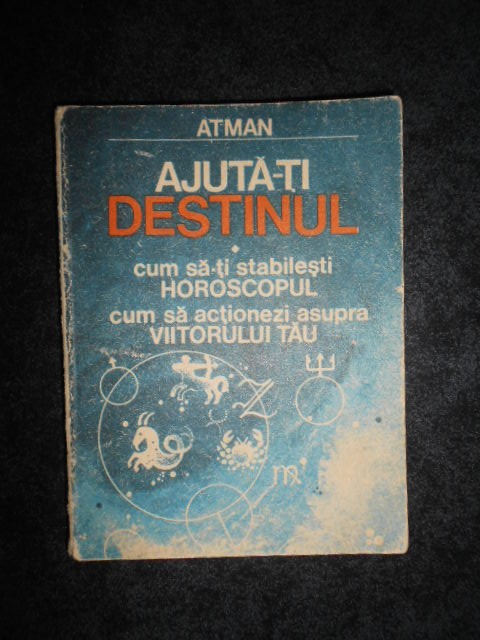 ATMAN
AJUTĂ-ȚI
DESTINUL
cum să-ți stabilești
HOROSCOPUL
cum să acționezi asupra
VIITORULUI TĂU